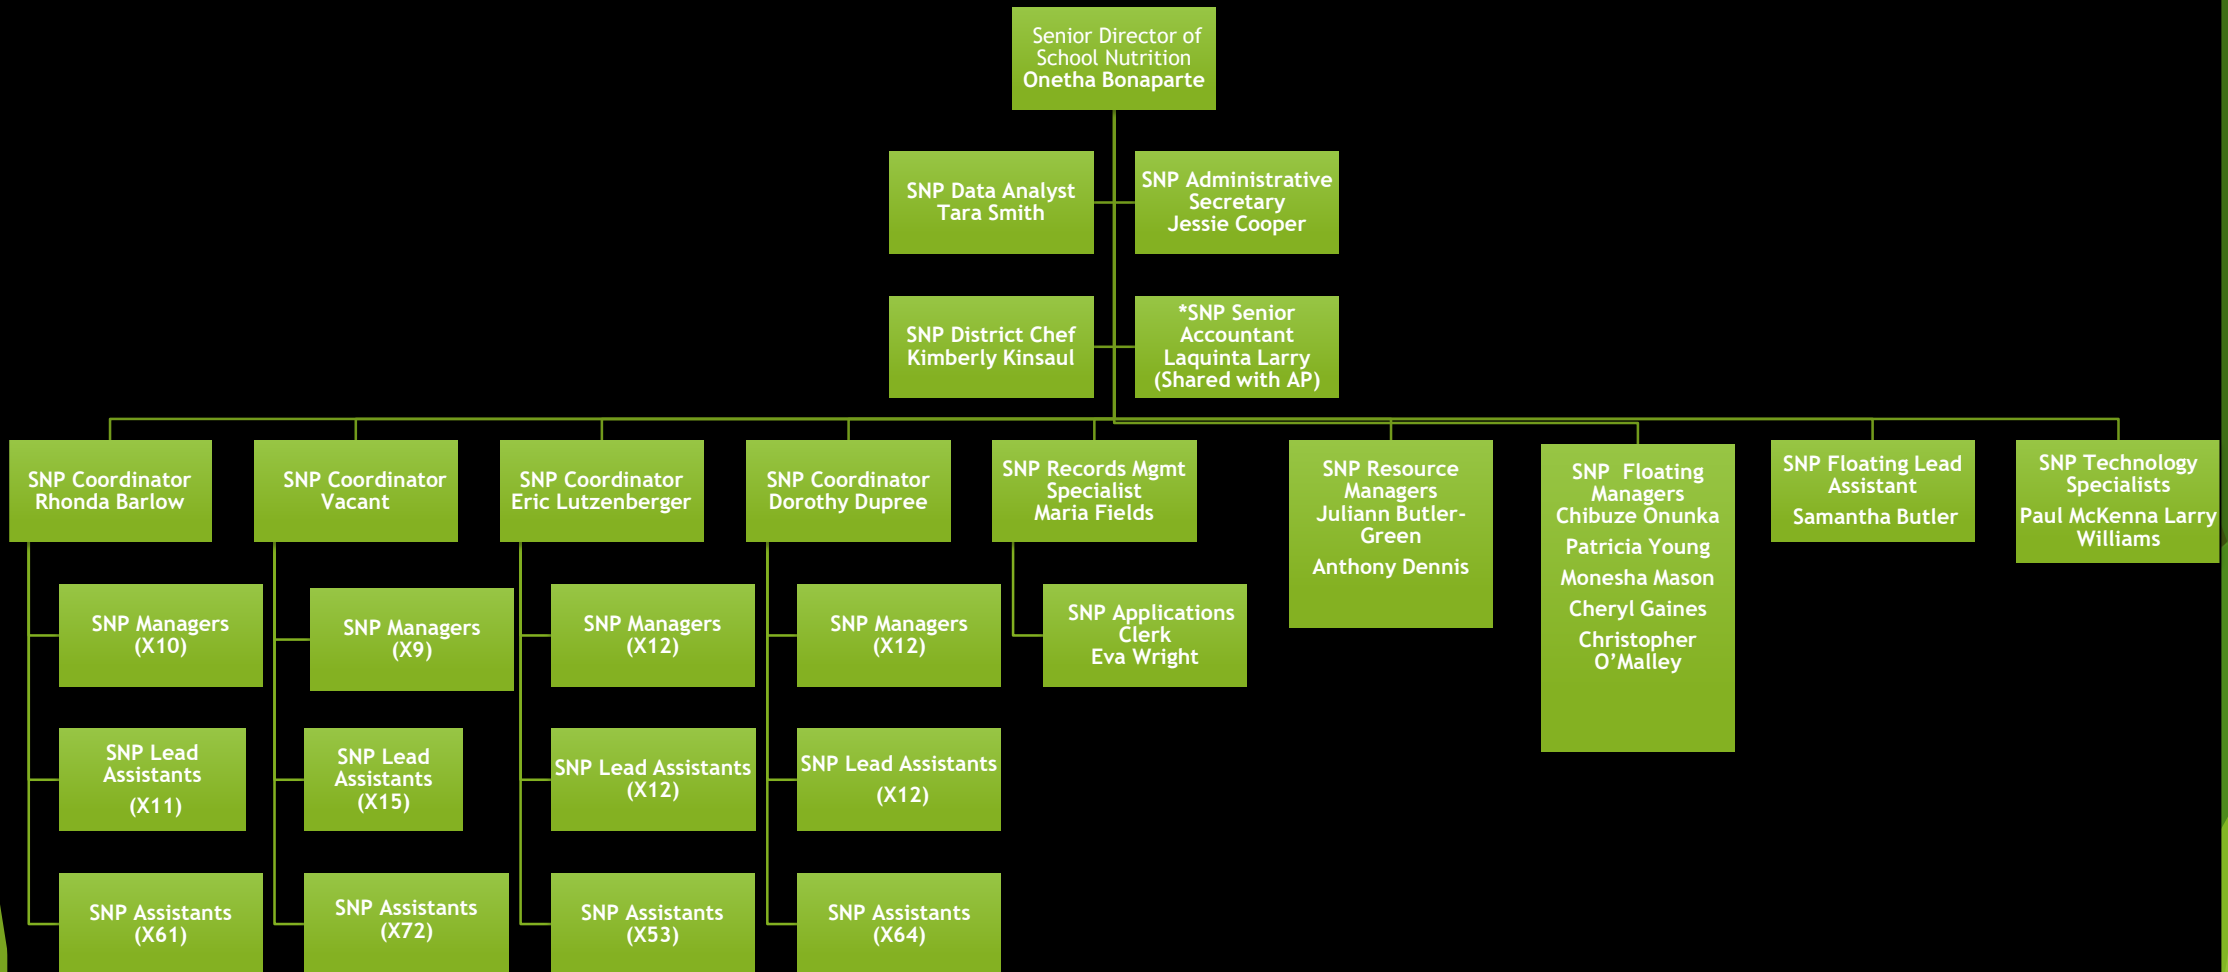 Senior Director of
School Nutrition
Onetha Bonaparte
SNP Data Analyst
Tara Smith
SNP Administrative
Secretary
Jessie Cooper
SNP District Chef
Kimberly Kinsaul
*SNP Senior
Accountant
Laquinta Larry
(Shared with AP)
SNP Coordinator
Rhonda Barlow
SNP Coordinator
Vacant
SNP Coordinator
Eric Lutzenberger
SNP Coordinator
Dorothy Dupree
SNP Records Mgmt
Specialist
Maria Fields
SNP Resource
Managers
Juliann Butler-
Green
Anthony Dennis
SNP Floating
Managers
Chibuze Onunka
Patricia Young
Monesha Mason
Cheryl Gaines
Christopher
O’Malley
SNP Floating Lead
Assistant
Samantha Butler
SNP Technology
Specialists
Paul McKenna Larry
Williams
SNP Managers
(X10)
SNP Managers
(X9)
SNP Managers
(X12)
SNP Managers
(X12)
SNP Applications
Clerk
Eva Wright
SNP Lead
Assistants
(X11)
SNP Lead
Assistants
(X15)
SNP Lead Assistants
(X12)
SNP Lead Assistants
(X12)
SNP Assistants
(X61)
SNP Assistants
(X72)
SNP Assistants
(X53)
SNP Assistants
(X64)